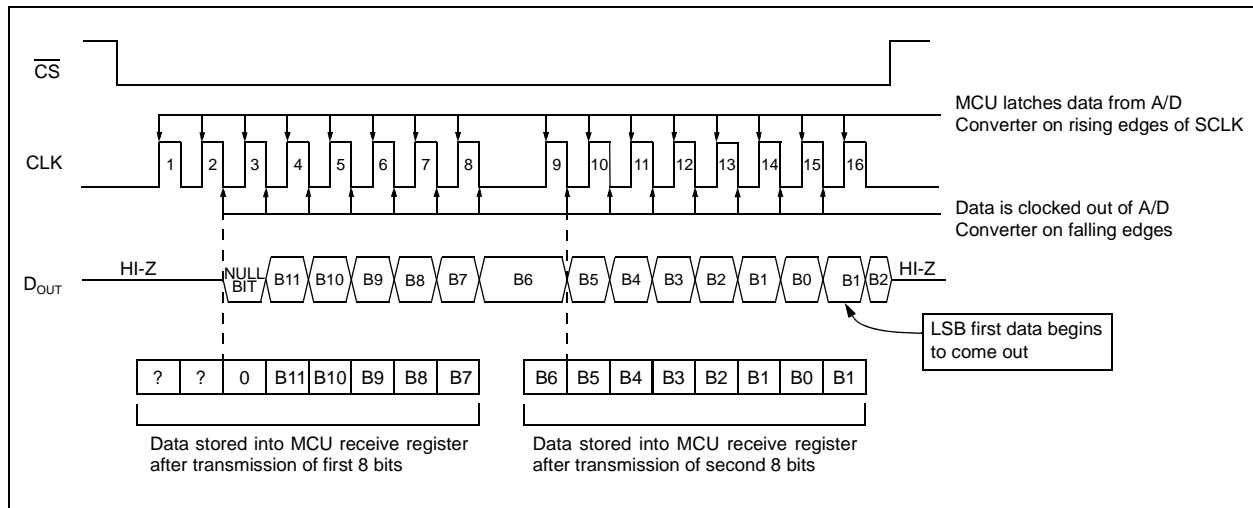 CS
MCU latches data from A/D
Converter on rising edges of SCLK
CLK
1 2 3 4 5 6 7 8 9 10 11 12 13 14 15 16
Data is clocked out of A/D
Converter on falling edges
DOUT
HI-Z
NULL
BIT
B11 B10 B9 B8 B7 B6 B5 B4 B3 B2 B1 B0 B1 B2
HI-Z
LSB first data begins
to come out
? ? 0 B11 B10 B9 B8 B7
B6 B5 B4 B3 B2 B1 B0 B1
Data stored into MCU receive register
after transmission of first 8 bits
Data stored into MCU receive register
after transmission of second 8 bits